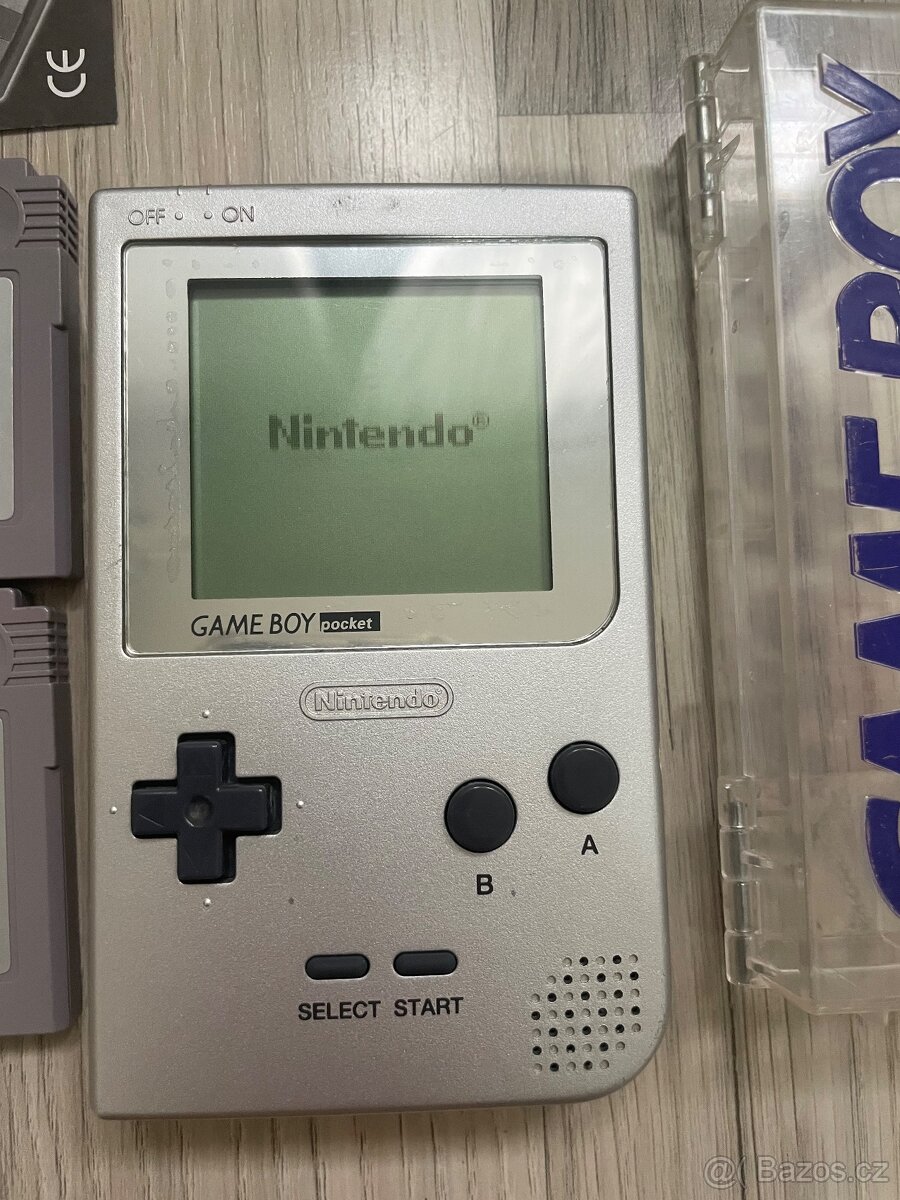 CE
OFF ON
Nintendo®
GAME BOY pocket
Nintendo®
A
B
SELECT START
GAME BOY
@( Bazos.cz